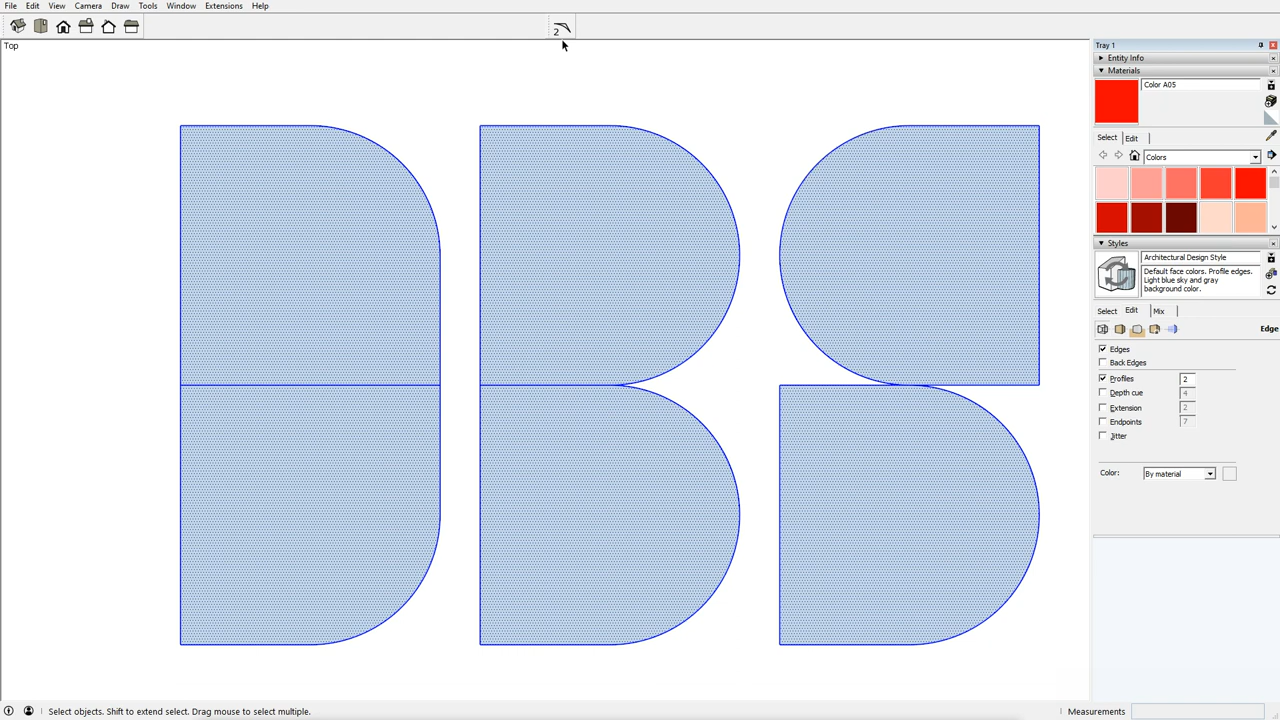 File Edit View Camera Draw Tools Window Extensions Help
2
Top
Tray 1
Entity Info
Materials
Color A05
Select Edit
Colors
Styles
Architectural Design Style
Default face colors. Profile edges.
Light blue sky and gray
background color.
Select Edit Mix
Edge
Edges
Back Edges
Profiles 2
Depth cue 4
Extension 2
Endpoints 7
Jitter
Color: By material
Select objects. Shift to extend select. Drag mouse to select multiple.
Measurements